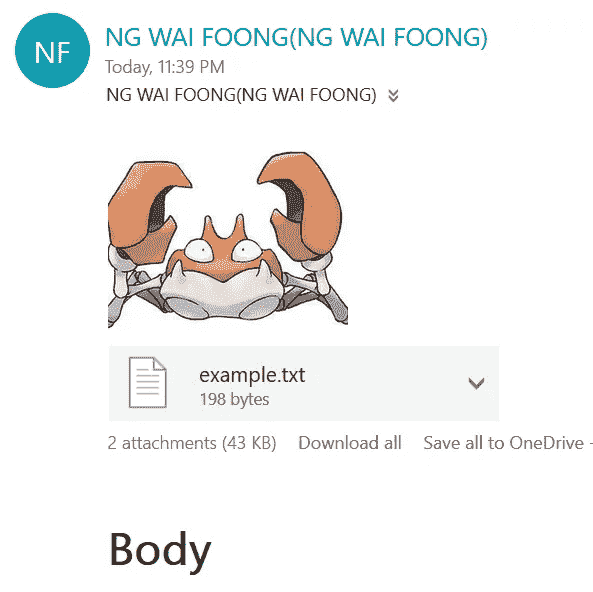 NF
NG WAI FOONG(NG WAI FOONG)
Today, 11:39 PM
NG WAI FOONG(NG WAI FOONG)
example.txt
198 bytes
2 attachments (43 KB) Download all Save all to OneDrive -
Body